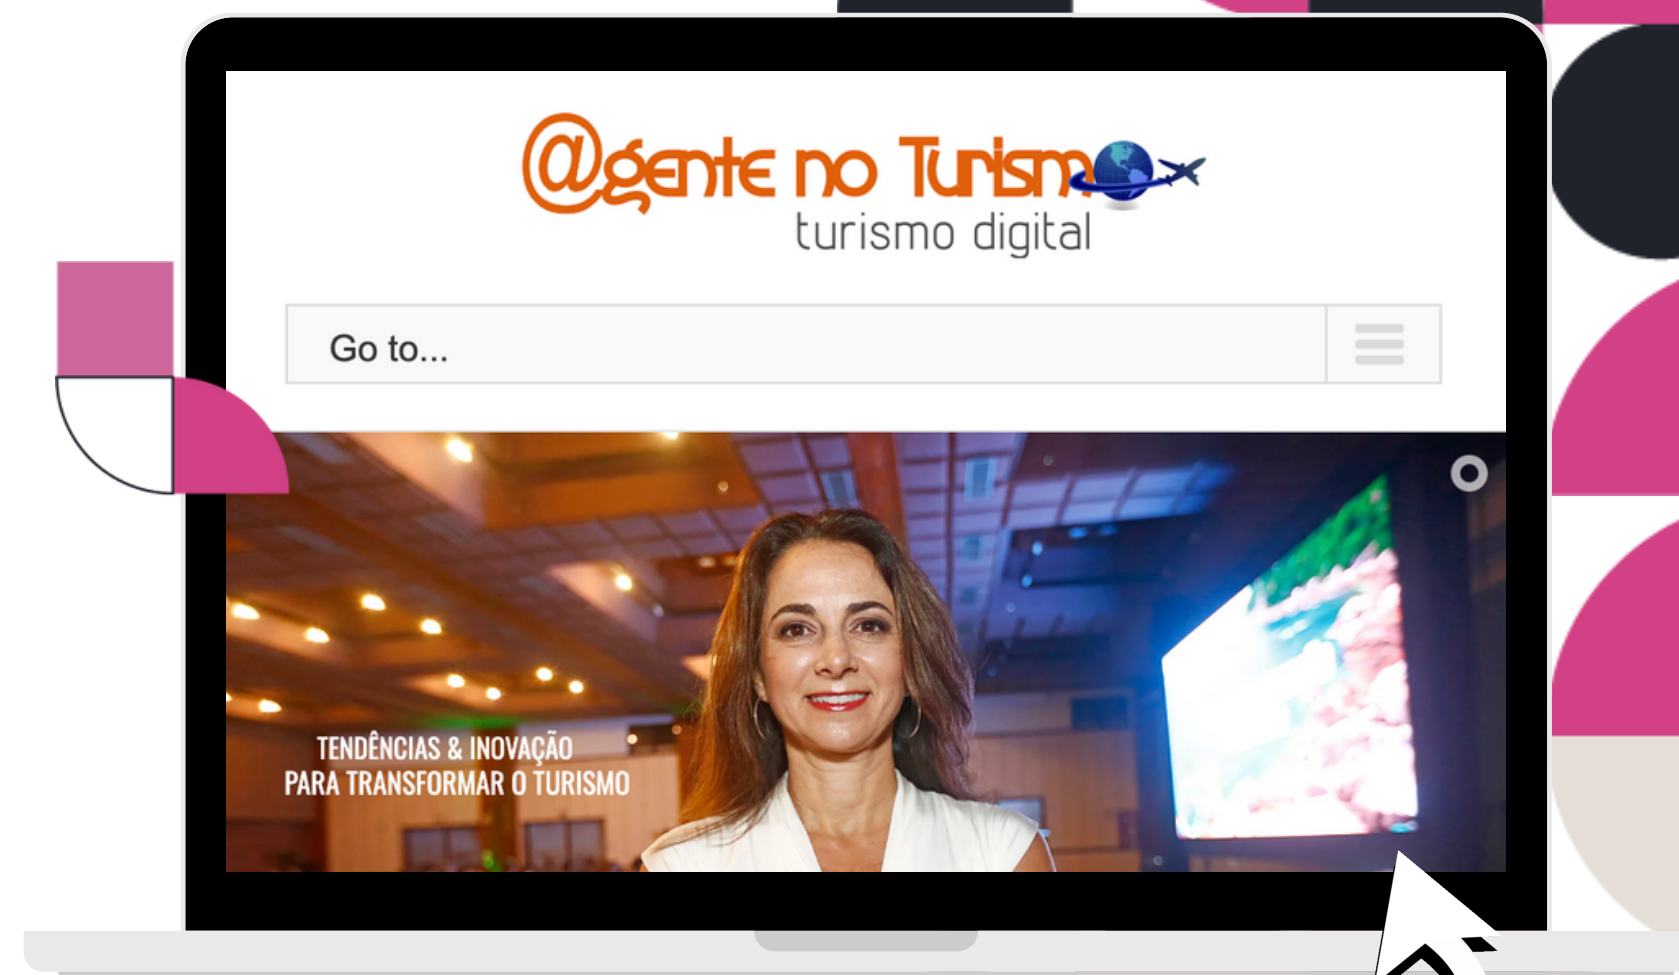 @gente no Turismo
turismo digital
Go to...
TENDÊNCIAS & INOVAÇÃO
PARA TRANSFORMAR O TURISMO